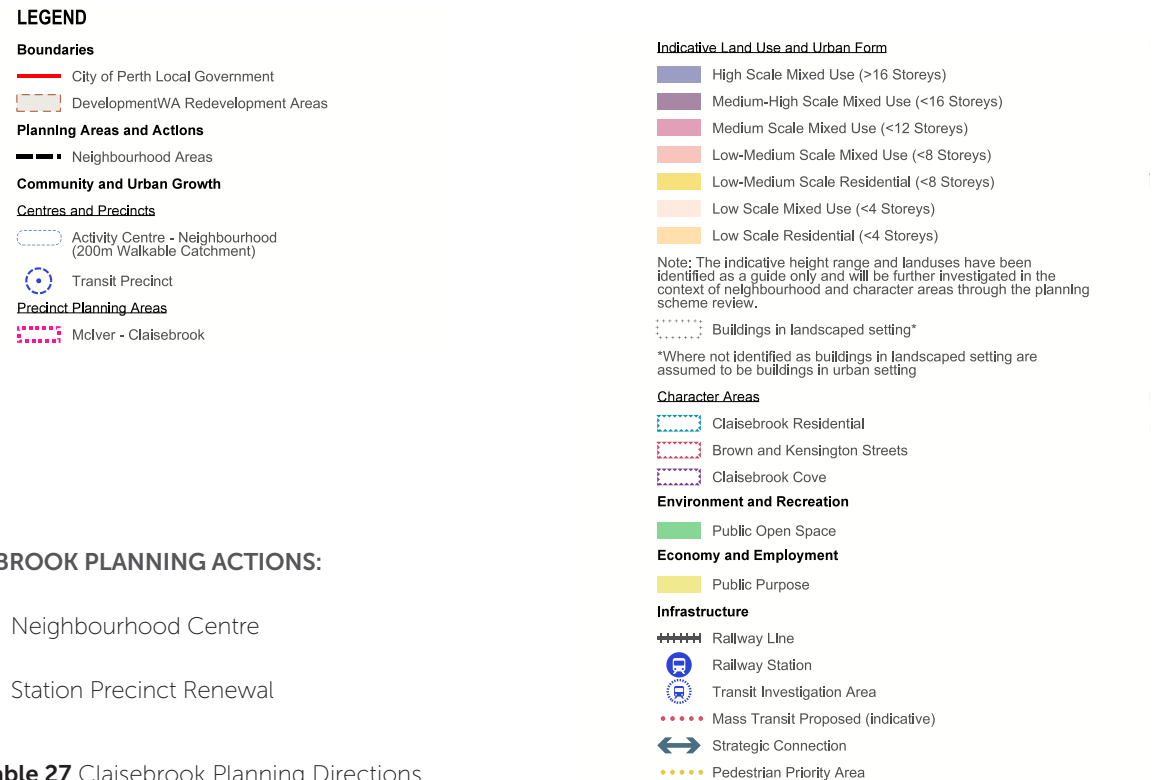 LEGEND
Boundaries
City of Perth Local Government
DevelopmentWA Redevelopment Areas
Planning Areas and Actions
Neighbourhood Areas
Community and Urban Growth
Centres and Precincts
Activity Centre - Neighbourhood
(200m Walkable Catchment)
Transit Precinct
Precinct Planning Areas
McIver - Claisebrook
BROOK PLANNING ACTIONS:
Neighbourhood Centre
Station Precinct Renewal
able 27 Claisebrook Planning Directions
Indicative Land Use and Urban Form
High Scale Mixed Use (>16 Storeys)
Medium-High Scale Mixed Use (<16 Storeys)
Medium Scale Mixed Use (<12 Storeys)
Low-Medium Scale Mixed Use (<8 Storeys)
Low-Medium Scale Residential (<8 Storeys)
Low Scale Mixed Use (<4 Storeys)
Low Scale Residential (<4 Storeys)
Note: The indicative height range and landuses have been
identified as a guide only and will be further investigated in the
context of neighbourhood and character areas through the planning
scheme review.
Buildings in landscaped setting*
*Where not identified as buildings in landscaped setting are
assumed to be buildings in urban setting
Character Areas
Claisebrook Residential
Brown and Kensington Streets
Claisebrook Cove
Environment and Recreation
Public Open Space
Economy and Employment
Public Purpose
Infrastructure
Railway Line
Railway Station
Transit Investigation Area
Mass Transit Proposed (indicative)
Strategic Connection
Pedestrian Priority Area